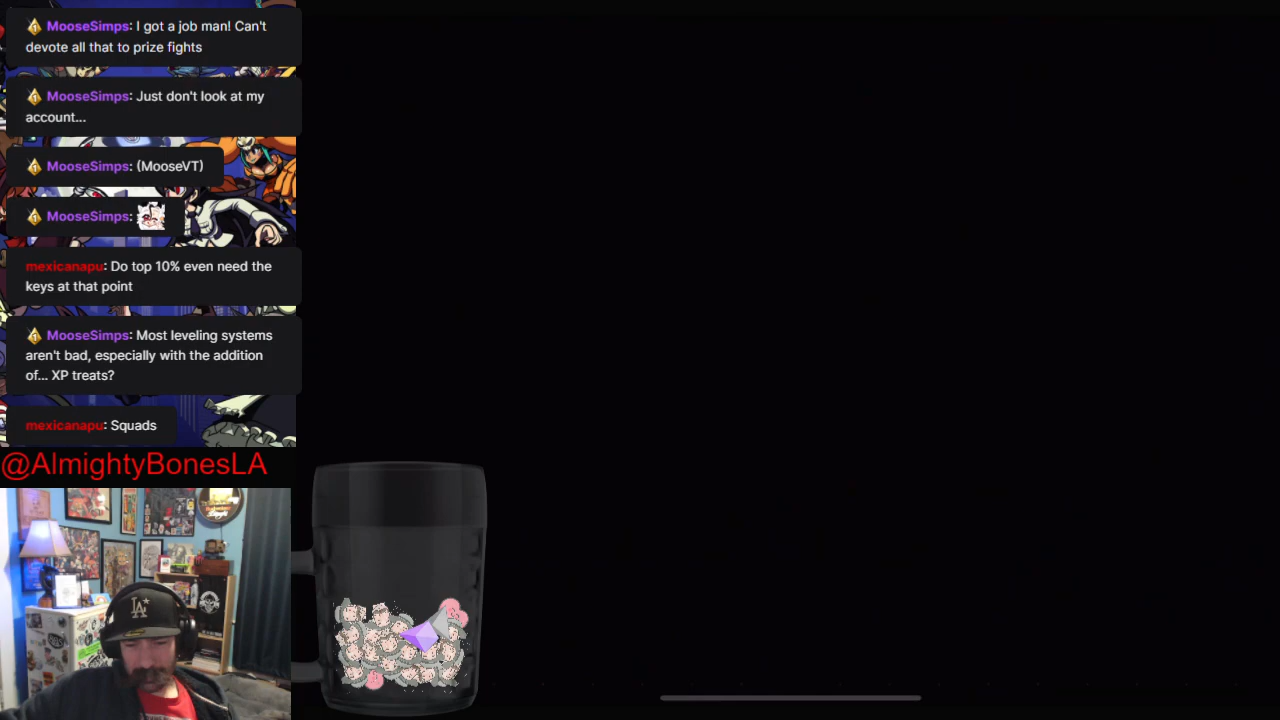 MooseSimps: I got a job man! Can't
devote all that to prize fights
MooseSimps: Just don't look at my
account...
MooseSimps: (MooseVT)
MooseSimps:
mexicanapu: Do top 10% even need the
keys at that point
MooseSimps: Most leveling systems
aren't bad, especially with the addition
of... XP treats?
mexicanapu: Squads
@AlmightyBonesLA
LA